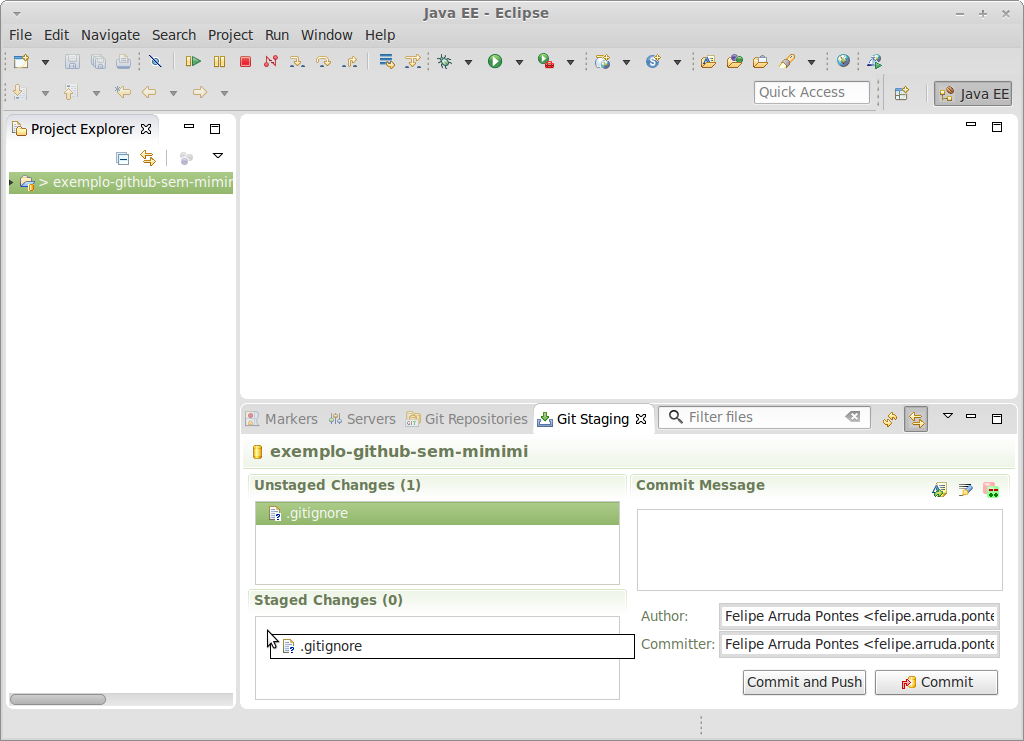 Java EE - Eclipse
File Edit Navigate Search Project Run Window Help
Quick Access
Java EE
Project Explorer
> exemplo-github-sem-mimir
Markers Servers Git Repositories Git Staging Filter files
exemplo-github-sem-mimimi
Unstaged Changes (1)
.gitignore
Staged Changes (0)
.gitignore
Commit Message
Author: Felipe Arruda Pontes <felipe.arruda.ponte
Committer: Felipe Arruda Pontes <felipe.arruda.ponte
Commit and Push Commit